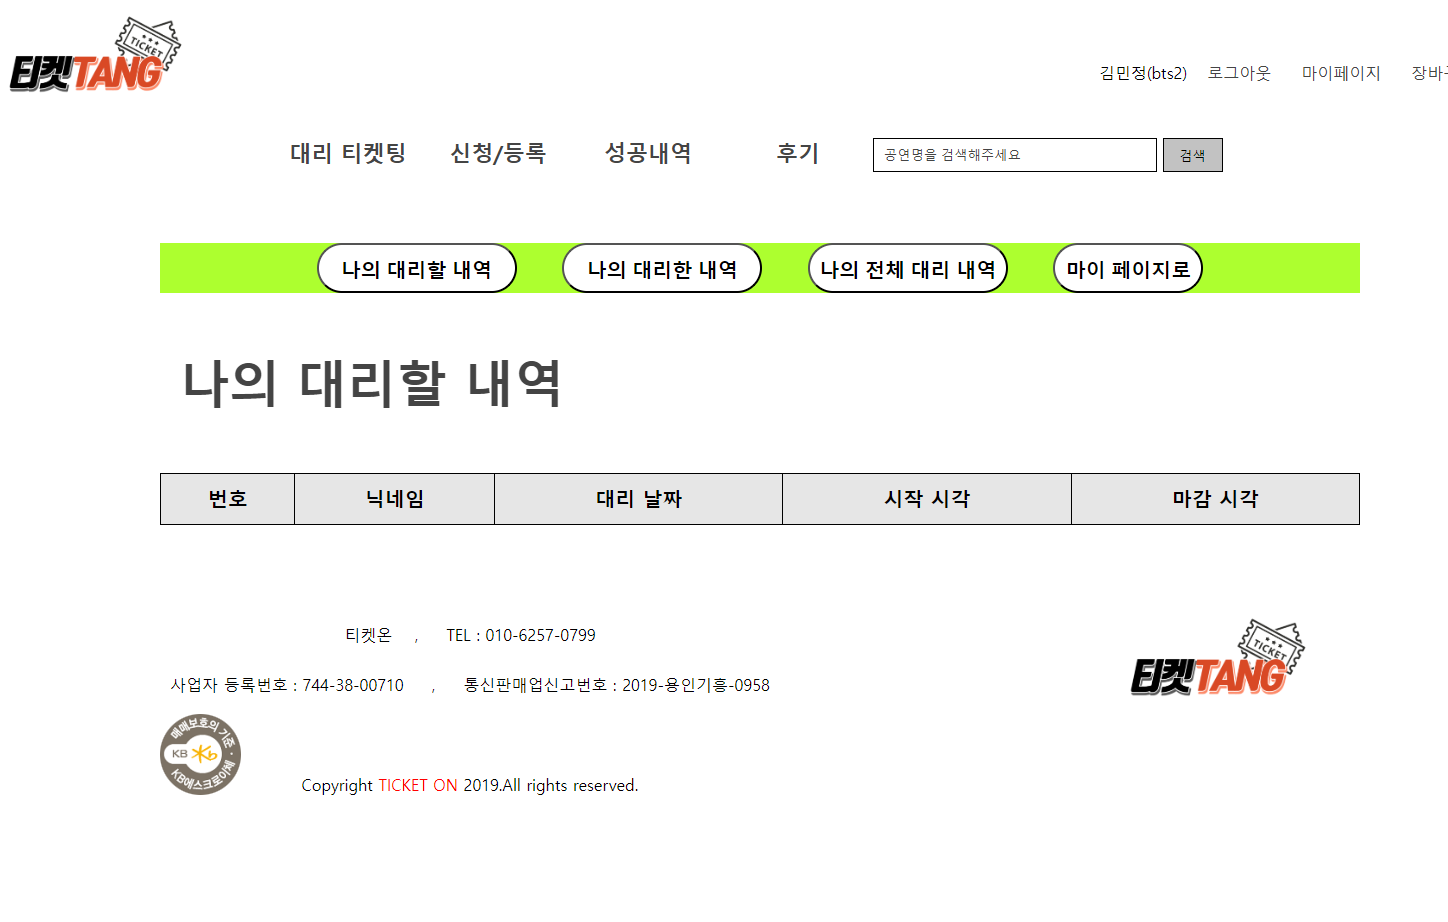 TICKET
티켓TANG
김민정(bts2) 로그아웃 마이페이지 장바
대리 티켓팅 신청/등록 성공내역 후기 공연명을 검색해주세요 검색
나의 대리할 내역 나의 대리한 내역 나의 전체 대리 내역 마이 페이지로
나의 대리할 내역
번호 닉네임 대리 날짜 시작 시각 마감 시각
티켓온 , TEL : 010-6257-0799
TICKET
티켓TANG
사업자 등록번호 : 744-38-00710 , 통신판매업신고번호 : 2019-용인기흥-0958
매매보호의 기준
KB Kb
KB에스크로이체
Copyright TICKET ON 2019.All rights reserved.